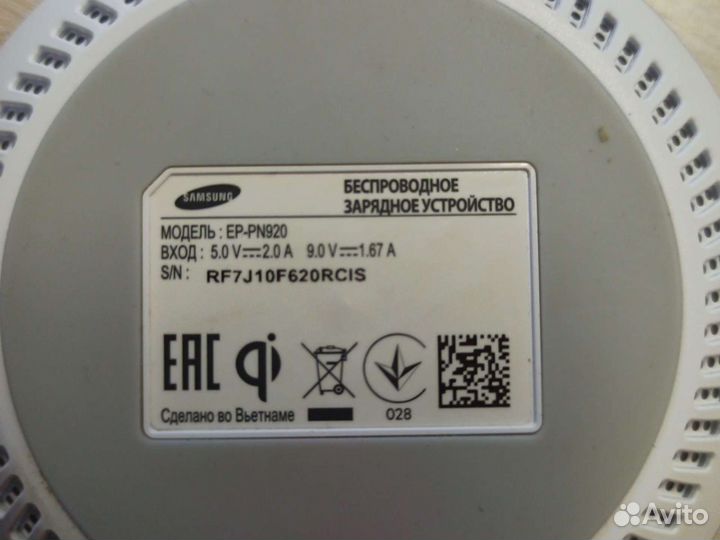 SAMSUNG
БЕСПРОВОДНОЕ
ЗАРЯДНОЕ УСТРОЙСТВО
МОДЕЛЬ : EP-PN920
ВХОД : 5.0 V⎓2.0 A 9.0 V⎓1.67 A
S/N : RF7J10F620RCIS
EAC qi
028
Сделано во Вьетнаме
Avito